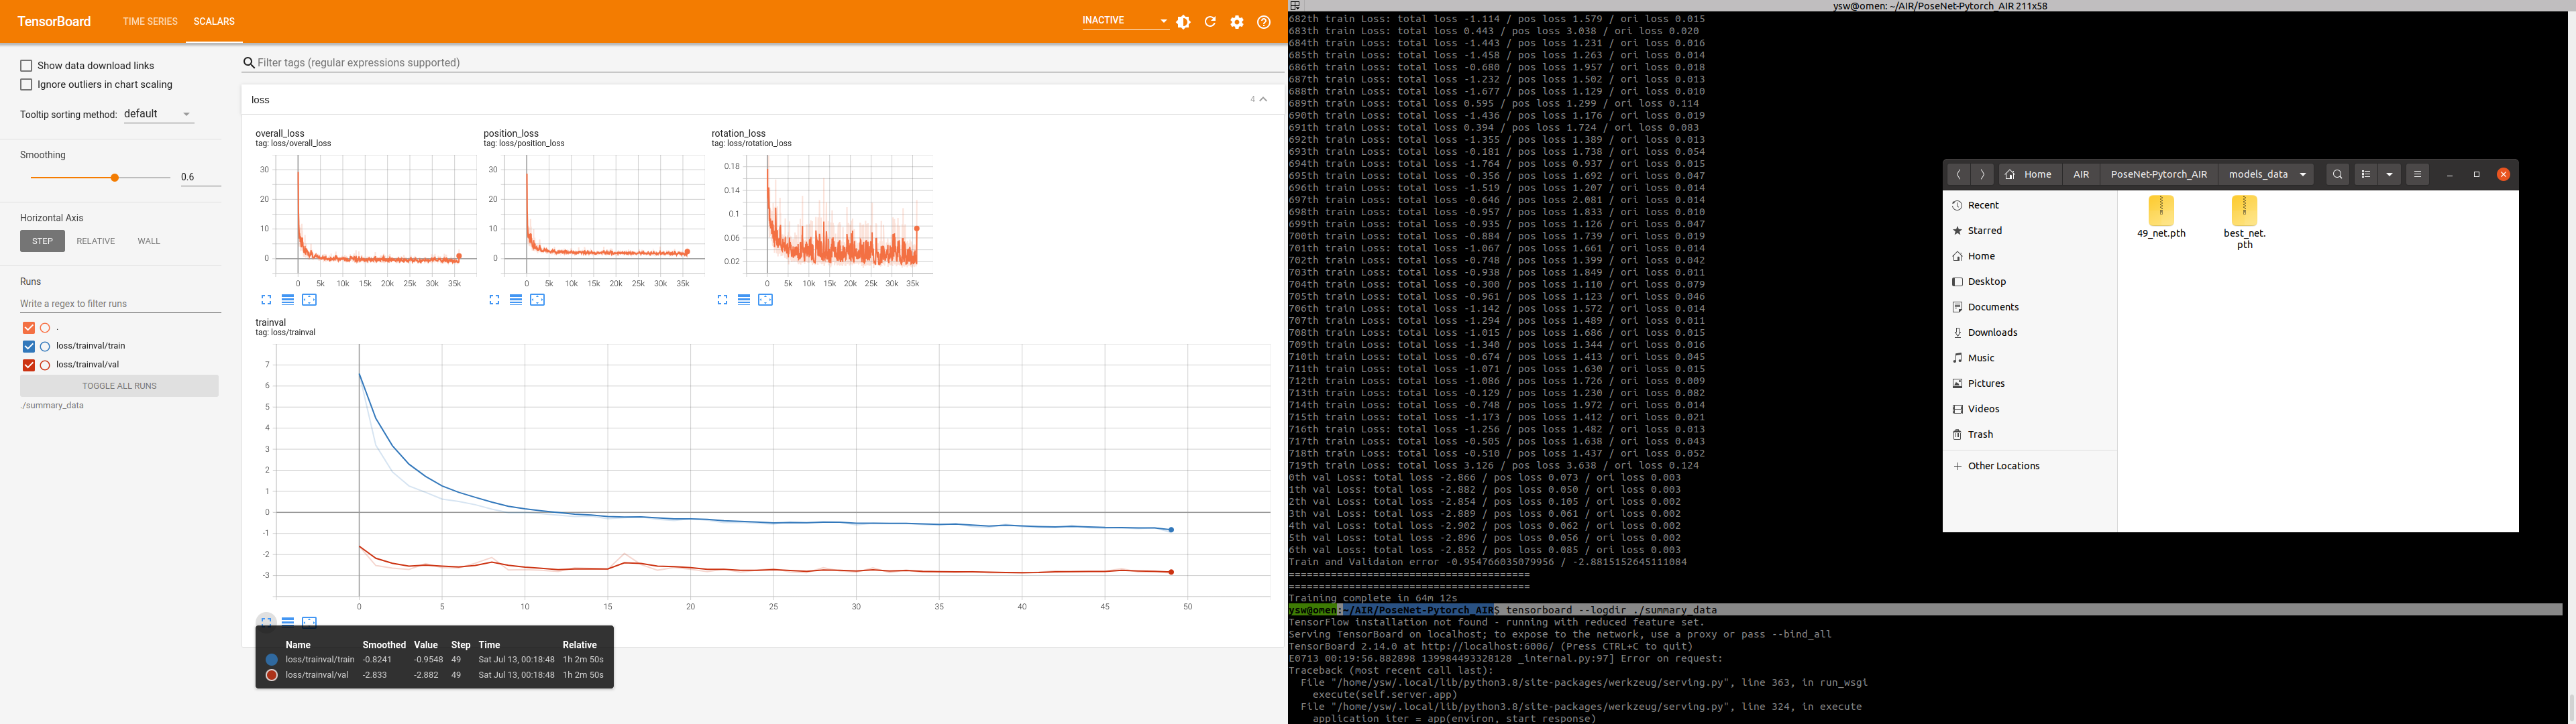 TensorBoard
TIME SERIES
SCALARS
INACTIVE
Show data download links
Ignore outliers in chart scaling
Tooltip sorting method: default
Smoothing
0.6
Horizontal Axis
STEP
RELATIVE
WALL
Runs
Write a regex to filter runs
.
loss/trainval/train
loss/trainval/val
TOGGLE ALL RUNS
./summary_data
Filter tags (regular expressions supported)
loss
4
overall_loss
tag: loss/overall_loss
30
20
10
0
0 5k 10k 15k 20k 25k 30k 35k
position_loss
tag: loss/position_loss
30
20
10
0
0 5k 10k 15k 20k 25k 30k 35k
rotation_loss
tag: loss/rotation_loss
0.18
0.14
0.1
0.06
0.02
0 5k 10k 15k 20k 25k 30k 35k
trainval
tag: loss/trainval
7
6
5
4
3
2
1
0
-1
-2
-3
0 5 10 15 20 25 30 35 40 45 50
Name Smoothed Value Step Time Relative
loss/trainval/train -0.8241 -0.9548 49 Sat Jul 13, 00:18:48 1h 2m 50s
loss/trainval/val -2.833 -2.882 49 Sat Jul 13, 00:18:48 1h 2m 50s
ysw@omen: ~/AIR/PoseNet-Pytorch_AIR 211x58
682th train Loss: total loss -1.114 / pos loss 1.579 / ori loss 0.015
683th train Loss: total loss 0.443 / pos loss 3.038 / ori loss 0.020
684th train Loss: total loss -1.443 / pos loss 1.231 / ori loss 0.016
685th train Loss: total loss -1.458 / pos loss 1.263 / ori loss 0.014
686th train Loss: total loss -0.680 / pos loss 1.957 / ori loss 0.018
687th train Loss: total loss -1.232 / pos loss 1.502 / ori loss 0.013
688th train Loss: total loss -1.677 / pos loss 1.129 / ori loss 0.010
689th train Loss: total loss 0.595 / pos loss 1.299 / ori loss 0.114
690th train Loss: total loss -1.436 / pos loss 1.176 / ori loss 0.019
691th train Loss: total loss 0.394 / pos loss 1.724 / ori loss 0.083
692th train Loss: total loss -1.355 / pos loss 1.389 / ori loss 0.013
693th train Loss: total loss -0.181 / pos loss 1.738 / ori loss 0.054
694th train Loss: total loss -1.764 / pos loss 0.937 / ori loss 0.015
695th train Loss: total loss -0.356 / pos loss 1.692 / ori loss 0.047
696th train Loss: total loss -1.519 / pos loss 1.207 / ori loss 0.014
697th train Loss: total loss -0.646 / pos loss 2.081 / ori loss 0.014
698th train Loss: total loss -0.957 / pos loss 1.833 / ori loss 0.010
699th train Loss: total loss -0.935 / pos loss 1.126 / ori loss 0.047
700th train Loss: total loss -0.884 / pos loss 1.739 / ori loss 0.019
701th train Loss: total loss -1.067 / pos loss 1.661 / ori loss 0.014
702th train Loss: total loss -0.748 / pos loss 1.399 / ori loss 0.042
703th train Loss: total loss -0.938 / pos loss 1.849 / ori loss 0.011
704th train Loss: total loss -0.300 / pos loss 1.110 / ori loss 0.079
705th train Loss: total loss -0.961 / pos loss 1.123 / ori loss 0.046
706th train Loss: total loss -1.142 / pos loss 1.572 / ori loss 0.014
707th train Loss: total loss -1.294 / pos loss 1.489 / ori loss 0.011
708th train Loss: total loss -1.015 / pos loss 1.686 / ori loss 0.015
709th train Loss: total loss -1.340 / pos loss 1.344 / ori loss 0.016
710th train Loss: total loss -0.674 / pos loss 1.413 / ori loss 0.045
711th train Loss: total loss -1.071 / pos loss 1.630 / ori loss 0.015
712th train Loss: total loss -1.086 / pos loss 1.726 / ori loss 0.009
713th train Loss: total loss -0.129 / pos loss 1.230 / ori loss 0.082
714th train Loss: total loss -0.748 / pos loss 1.972 / ori loss 0.014
715th train Loss: total loss -1.173 / pos loss 1.412 / ori loss 0.021
716th train Loss: total loss -1.256 / pos loss 1.482 / ori loss 0.013
717th train Loss: total loss -0.505 / pos loss 1.638 / ori loss 0.043
718th train Loss: total loss -0.510 / pos loss 1.437 / ori loss 0.052
719th train Loss: total loss 3.126 / pos loss 3.638 / ori loss 0.124
0th val Loss: total loss -2.866 / pos loss 0.073 / ori loss 0.003
1th val Loss: total loss -2.882 / pos loss 0.050 / ori loss 0.003
2th val Loss: total loss -2.854 / pos loss 0.105 / ori loss 0.002
3th val Loss: total loss -2.889 / pos loss 0.061 / ori loss 0.002
4th val Loss: total loss -2.902 / pos loss 0.062 / ori loss 0.002
5th val Loss: total loss -2.896 / pos loss 0.056 / ori loss 0.002
6th val Loss: total loss -2.852 / pos loss 0.085 / ori loss 0.003
Train and Validaion error -0.954766035079956 / -2.8815152645111084
========================================
========================================
Training complete in 64m 12s
ysw@omen:~/AIR/PoseNet-Pytorch_AIR$ tensorboard --logdir ./summary_data
TensorFlow installation not found - running with reduced feature set.
Serving TensorBoard on localhost; to expose to the network, use a proxy or pass --bind_all
TensorBoard 2.14.0 at http://localhost:6006/ (Press CTRL+C to quit)
E0713 00:19:56.882898 139984493328128 _internal.py:97] Error on request:
Traceback (most recent call last):
File "/home/ysw/.local/lib/python3.8/site-packages/werkzeug/serving.py", line 363, in run_wsgi
execute(self.server.app)
File "/home/ysw/.local/lib/python3.8/site-packages/werkzeug/serving.py", line 324, in execute
application_iter = app(environ, start_response)
Home
AIR
PoseNet-Pytorch_AIR
models_data
Recent
Starred
Home
Desktop
Documents
Downloads
Music
Pictures
Videos
Trash
Other Locations
49_net.pth
best_net.
pth